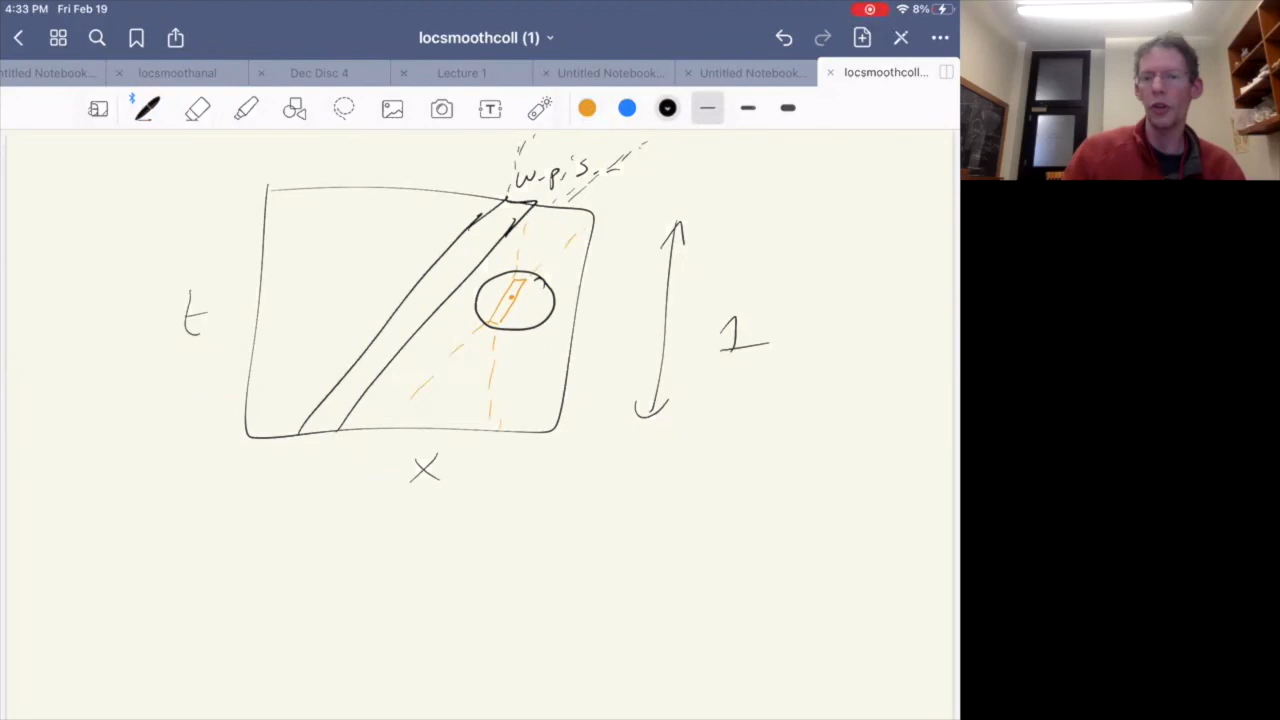 4:33 PM Fri Feb 19
8%
locsmoothcoll (1)
ntitled Notebook...
locsmoothanal
Dec Disc 4
Lecture 1
Untitled Notebook...
Untitled Notebook...
locsmoothcoll...
w.p.'s
t
1
x